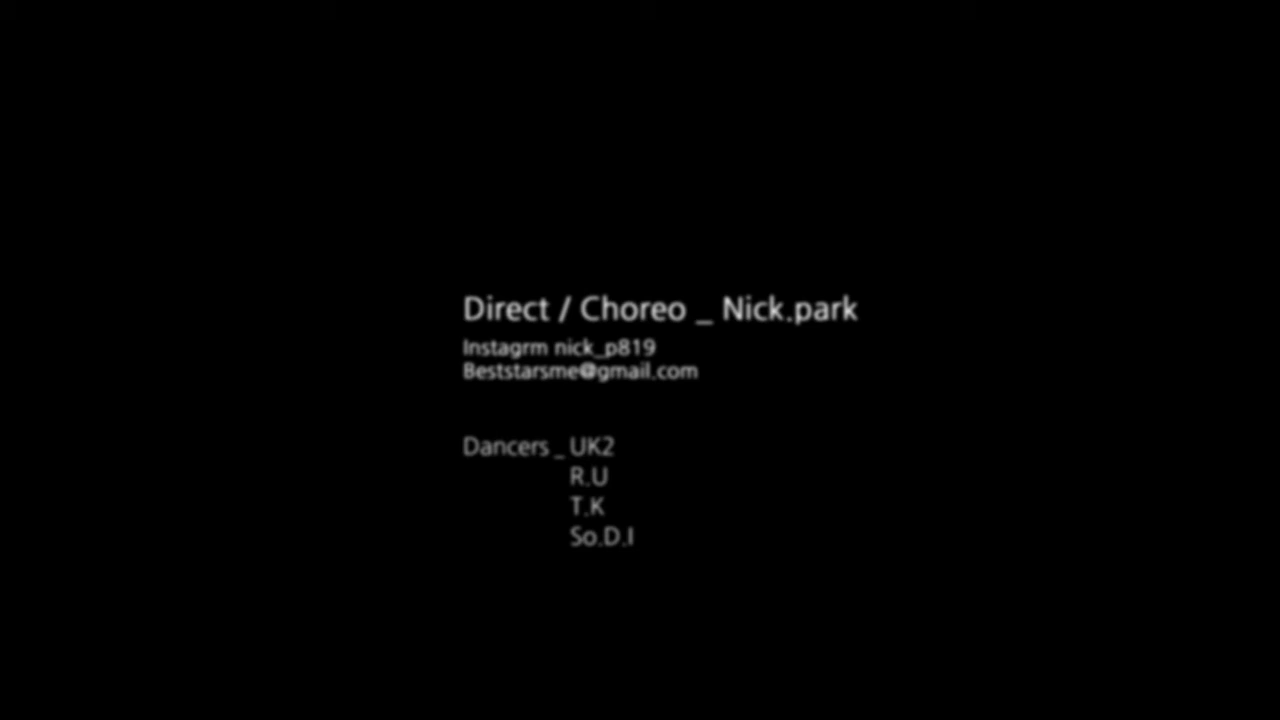 Direct / Choreo _ Nick.park
Instagrm nick_p819
Beststarsme@gmail.com
Dancers _ UK2
R.U
T.K
So.D.I